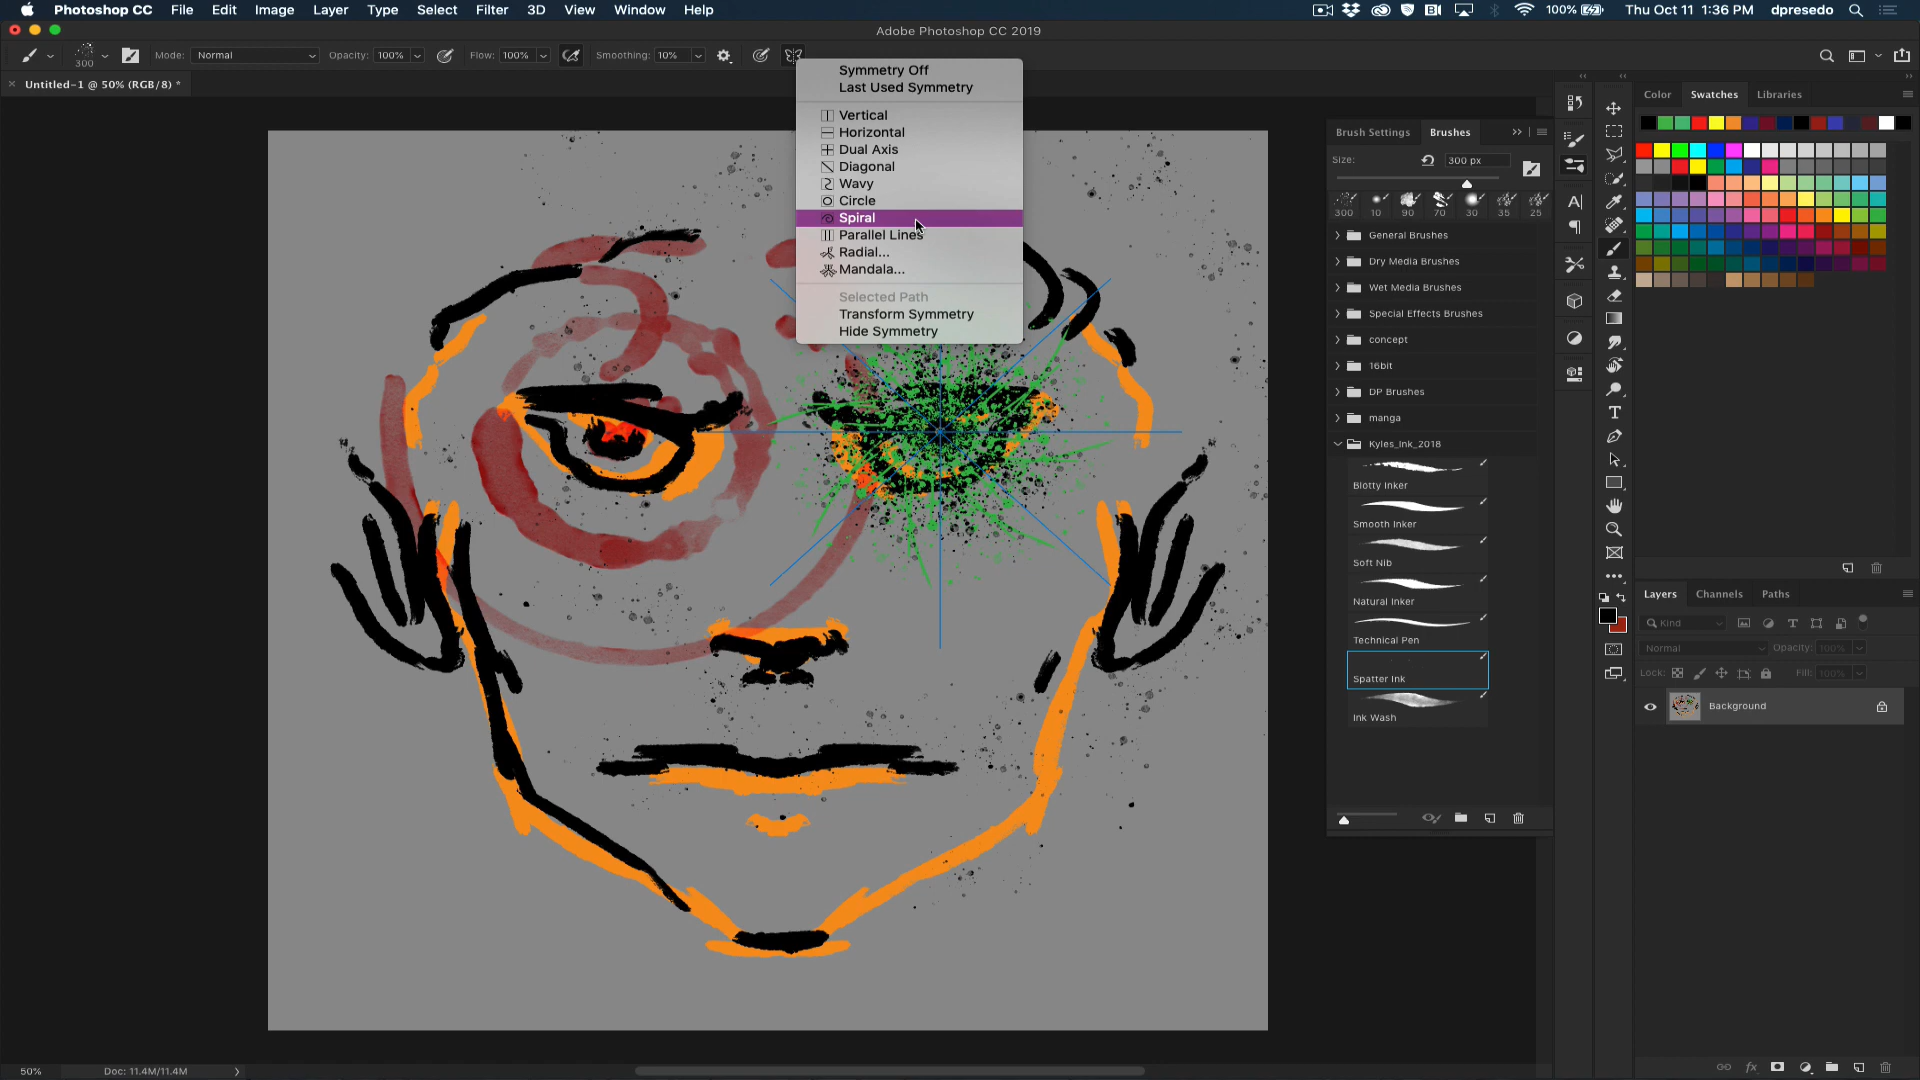 Photoshop CC File Edit Image Layer Type Select Filter 3D View Window Help 100% Thu Oct 11 1:36 PM dpresedo
Adobe Photoshop CC 2019
300 Mode: Normal Opacity: 100% Flow: 100% Smoothing: 10%
Untitled-1 @ 50% (RGB/8) *
Symmetry Off
Last Used Symmetry
Vertical
Horizontal
Dual Axis
Diagonal
Wavy
Circle
Spiral
Parallel Lines
Radial...
Mandala...
Selected Path
Transform Symmetry
Hide Symmetry
Brush Settings Brushes
Size: 300 px
300 10 90 70 30 35 25
General Brushes
Dry Media Brushes
Wet Media Brushes
Special Effects Brushes
concept
16bit
DP Brushes
manga
Kyles_Ink_2018
Blotty Inker
Smooth Inker
Soft Nib
Natural Inker
Technical Pen
Spatter Ink
Ink Wash
Color Swatches Libraries
Layers Channels Paths
Kind
Normal Opacity: 100%
Lock: Fill: 100%
Background
50% Doc: 11.4M/11.4M